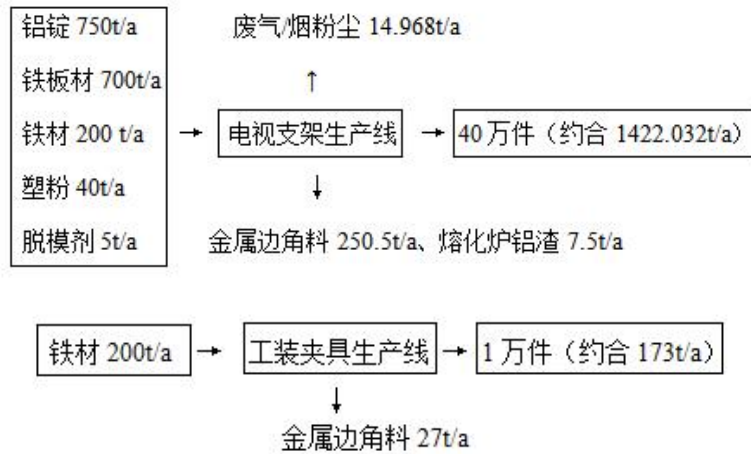 铝锭 750t/a
铁板材 700t/a
铁材 200 t/a
塑粉 40t/a
脱模剂 5t/a
废气/烟粉尘 14.968t/a
↑
→ 电视支架生产线 → 40 万件（约合 1422.032t/a）
↓
金属边角料 250.5t/a、熔化炉铝渣 7.5t/a
铁材 200t/a → 工装夹具生产线 → 1 万件（约合 173t/a）
↓
金属边角料 27t/a